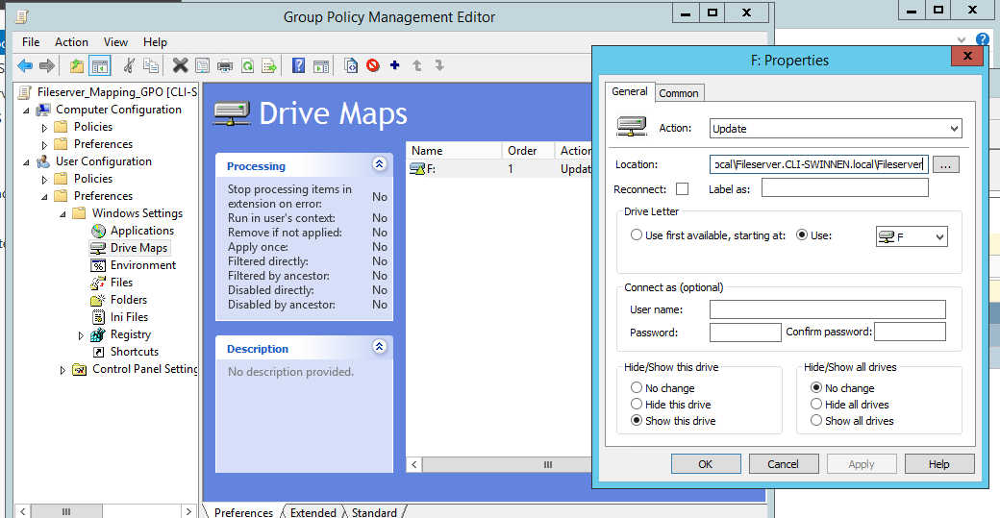 Group Policy Management Editor
File Action View Help
Fileserver_Mapping_GPO [CLI-S
Computer Configuration
Policies
Preferences
User Configuration
Policies
Preferences
Windows Settings
Applications
Drive Maps
Environment
Files
Folders
Ini Files
Registry
Shortcuts
Control Panel Setting
Drive Maps
Processing
Stop processing items in
extension on error: No
Run in user's context: No
Remove if not applied: No
Apply once: No
Filtered directly: No
Filtered by ancestor: No
Disabled directly: No
Disabled by ancestor: No
Description
No description provided.
Name Order Action
F: 1 Updat
Preferences Extended Standard
F: Properties
General Common
Action: Update
Location: ocal\Fileserver.CLI-SWINNEN.local\Fileserver ...
Reconnect: Label as:
Drive Letter
Use first available, starting at: Use: F
Connect as (optional)
User name:
Password: Confirm password:
Hide/Show this drive
No change
Hide this drive
Show this drive
Hide/Show all drives
No change
Hide all drives
Show all drives
OK Cancel Apply Help